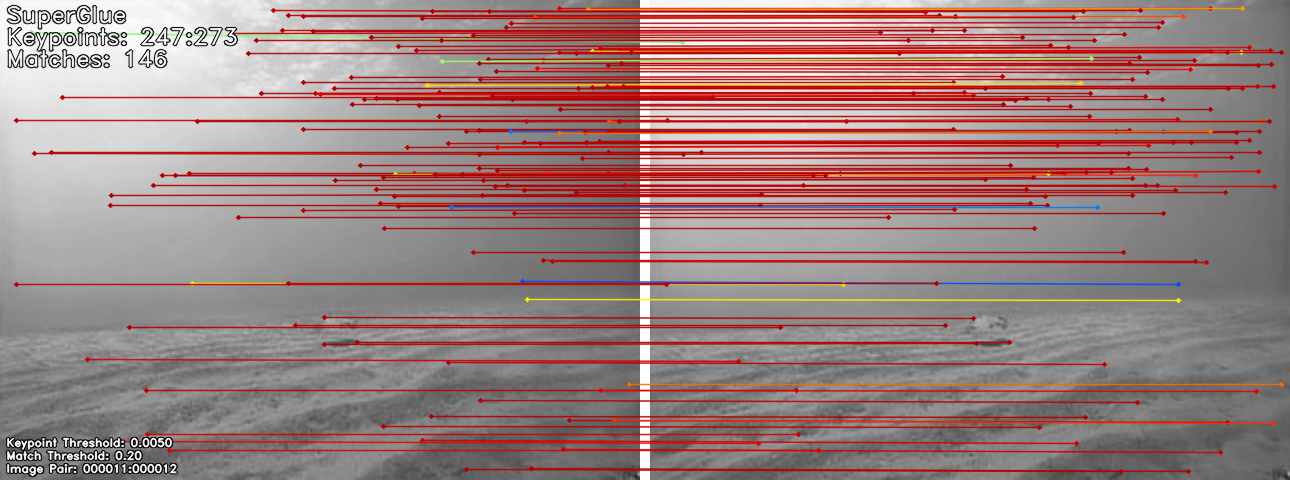 SuperGlue
Keypoints: 247:273
Matches: 146
Keypoint Threshold: 0.0050
Match Threshold: 0.20
Image Pair: 000011:000012